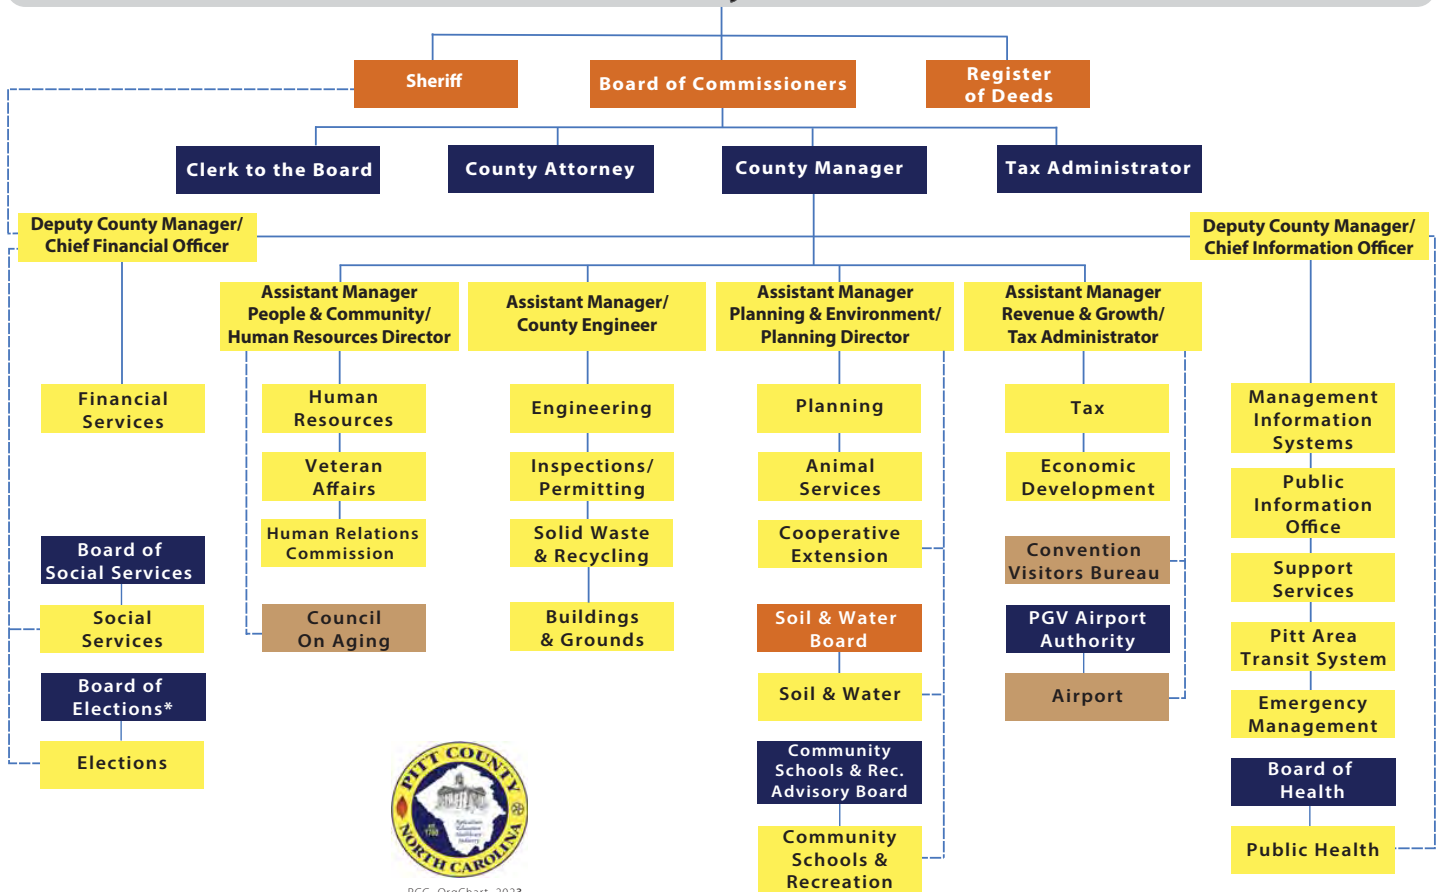 Sheriff
Board of Commissioners
Register
of Deeds
Clerk to the Board
County Attorney
County Manager
Tax Administrator
Deputy County Manager/
Chief Financial Officer
Deputy County Manager/
Chief Information Officer
Assistant Manager
People & Community/
Human Resources Director
Assistant Manager/
County Engineer
Assistant Manager
Planning & Environment/
Planning Director
Assistant Manager
Revenue & Growth/
Tax Administrator
Financial
Services
Human
Resources
Engineering
Planning
Tax
Management
Information
Systems
Veteran
Affairs
Inspections/
Permitting
Animal
Services
Economic
Development
Public
Information
Office
Human Relations
Commission
Solid Waste
& Recycling
Cooperative
Extension
Convention
Visitors Bureau
Support
Services
Board of
Social Services
Social
Services
Council
On Aging
Buildings
& Grounds
Soil & Water
Board
PGV Airport
Authority
Pitt Area
Transit System
Board of
Elections*
Soil & Water
Airport
Emergency
Management
Elections
Community
Schools & Rec.
Advisory Board
Board of
Health
Community
Schools &
Recreation
Public Health
PITT COUNTY
NORTH CAROLINA
Agriculture
Education
Healthcare
Industry
1760